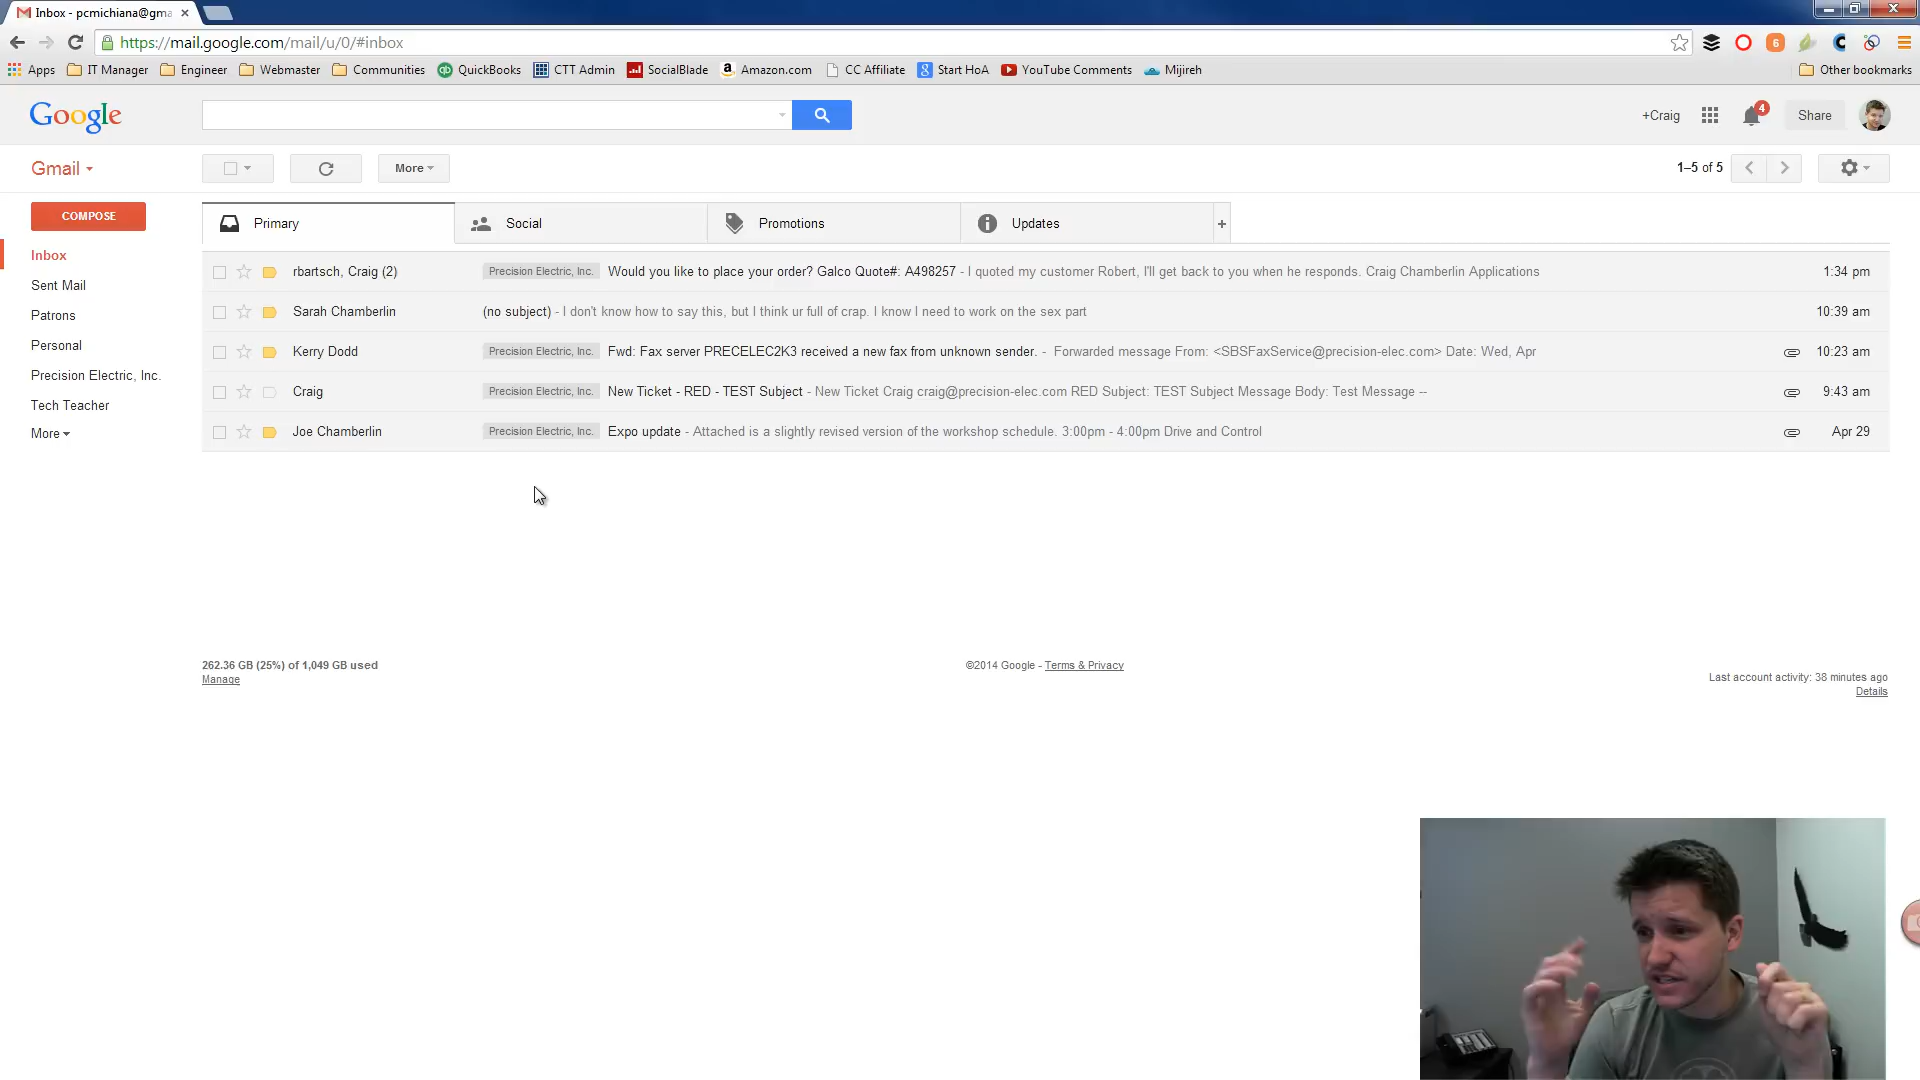 Inbox - pcmichiana@gma
https://mail.google.com/mail/u/0/#inbox
6
Apps IT Manager Engineer Webmaster Communities QuickBooks CTT Admin SocialBlade Amazon.com CC Affiliate Start HoA YouTube Comments Mijireh Other bookmarks
Google +Craig 4 Share
Gmail More 1–5 of 5
COMPOSE
Primary Social Promotions Updates +
Inbox
Sent Mail
Patrons
Personal
Precision Electric, Inc.
Tech Teacher
More
rbartsch, Craig (2) Precision Electric, Inc. Would you like to place your order? Galco Quote#: A498257 - I quoted my customer Robert, I'll get back to you when he responds. Craig Chamberlin Applications 1:34 pm
Sarah Chamberlin (no subject) - I don't know how to say this, but I think ur full of crap. I know I need to work on the sex part 10:39 am
Kerry Dodd Precision Electric, Inc. Fwd: Fax server PRECELEC2K3 received a new fax from unknown sender. - Forwarded message From: <SBSFaxService@precision-elec.com> Date: Wed, Apr 10:23 am
Craig Precision Electric, Inc. New Ticket - RED - TEST Subject - New Ticket Craig craig@precision-elec.com RED Subject: TEST Subject Message Body: Test Message -- 9:43 am
Joe Chamberlin Precision Electric, Inc. Expo update - Attached is a slightly revised version of the workshop schedule. 3:00pm - 4:00pm Drive and Control Apr 29
262.36 GB (25%) of 1,049 GB used
Manage
©2014 Google - Terms & Privacy
Last account activity: 38 minutes ago
Details